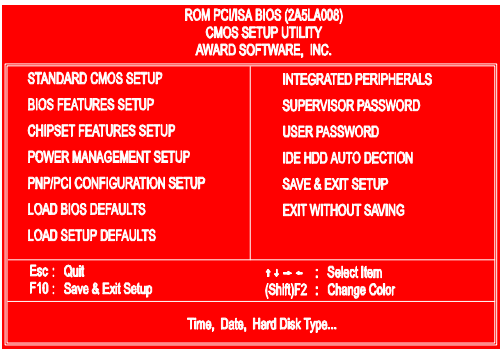 ROM PCI/ISA BIOS (2A5LA008)
CMOS SETUP UTILITY
AWARD SOFTWARE, INC.
STANDARD CMOS SETUP
BIOS FEATURES SETUP
CHIPSET FEATURES SETUP
POWER MANAGEMENT SETUP
PNP/PCI CONFIGURATION SETUP
LOAD BIOS DEFAULTS
LOAD SETUP DEFAULTS
INTEGRATED PERIPHERALS
SUPERVISOR PASSWORD
USER PASSWORD
IDE HDD AUTO DECTION
SAVE & EXIT SETUP
EXIT WITHOUT SAVING
Esc : Quit
F10 : Save & Exit Setup
↑ ↓ → ← : Select Item
(Shift)F2 : Change Color
Time, Date, Hard Disk Type...